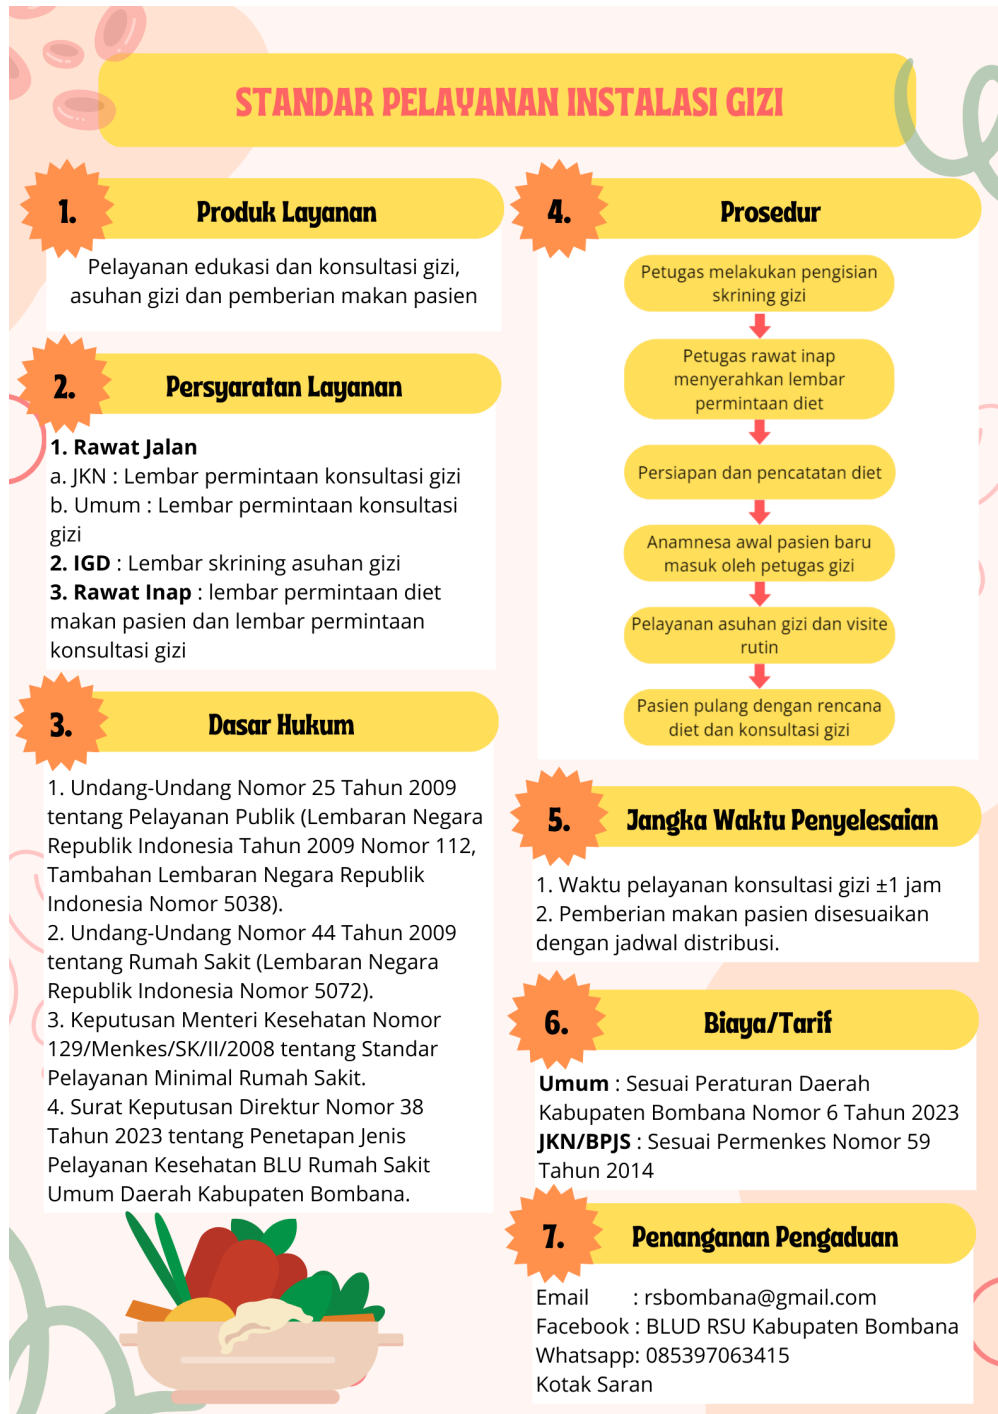 STANDAR PELAYANAN INSTALASI GIZI
1.
Produk Layanan
Pelayanan edukasi dan konsultasi gizi,
asuhan gizi dan pemberian makan pasien
2.
Persyaratan Layanan
1. Rawat Jalan
a. JKN : Lembar permintaan konsultasi gizi
b. Umum : Lembar permintaan konsultasi
gizi
2. IGD : Lembar skrining asuhan gizi
3. Rawat Inap : lembar permintaan diet
makan pasien dan lembar permintaan
konsultasi gizi
3.
Dasar Hukum
1. Undang-Undang Nomor 25 Tahun 2009
tentang Pelayanan Publik (Lembaran Negara
Republik Indonesia Tahun 2009 Nomor 112,
Tambahan Lembaran Negara Republik
Indonesia Nomor 5038).
2. Undang-Undang Nomor 44 Tahun 2009
tentang Rumah Sakit (Lembaran Negara
Republik Indonesia Nomor 5072).
3. Keputusan Menteri Kesehatan Nomor
129/Menkes/SK/II/2008 tentang Standar
Pelayanan Minimal Rumah Sakit.
4. Surat Keputusan Direktur Nomor 38
Tahun 2023 tentang Penetapan Jenis
Pelayanan Kesehatan BLU Rumah Sakit
Umum Daerah Kabupaten Bombana.
4.
Prosedur
Petugas melakukan pengisian
skrining gizi
Petugas rawat inap
menyerahkan lembar
permintaan diet
Persiapan dan pencatatan diet
Anamnesa awal pasien baru
masuk oleh petugas gizi
Pelayanan asuhan gizi dan visite
rutin
Pasien pulang dengan rencana
diet dan konsultasi gizi
5.
Jangka Waktu Penyelesaian
1. Waktu pelayanan konsultasi gizi ±1 jam
2. Pemberian makan pasien disesuaikan
dengan jadwal distribusi.
6.
Biaya/Tarif
Umum : Sesuai Peraturan Daerah
Kabupaten Bombana Nomor 6 Tahun 2023
JKN/BPJS : Sesuai Permenkes Nomor 59
Tahun 2014
7.
Penanganan Pengaduan
Email : rsbombana@gmail.com
Facebook : BLUD RSU Kabupaten Bombana
Whatsapp: 085397063415
Kotak Saran